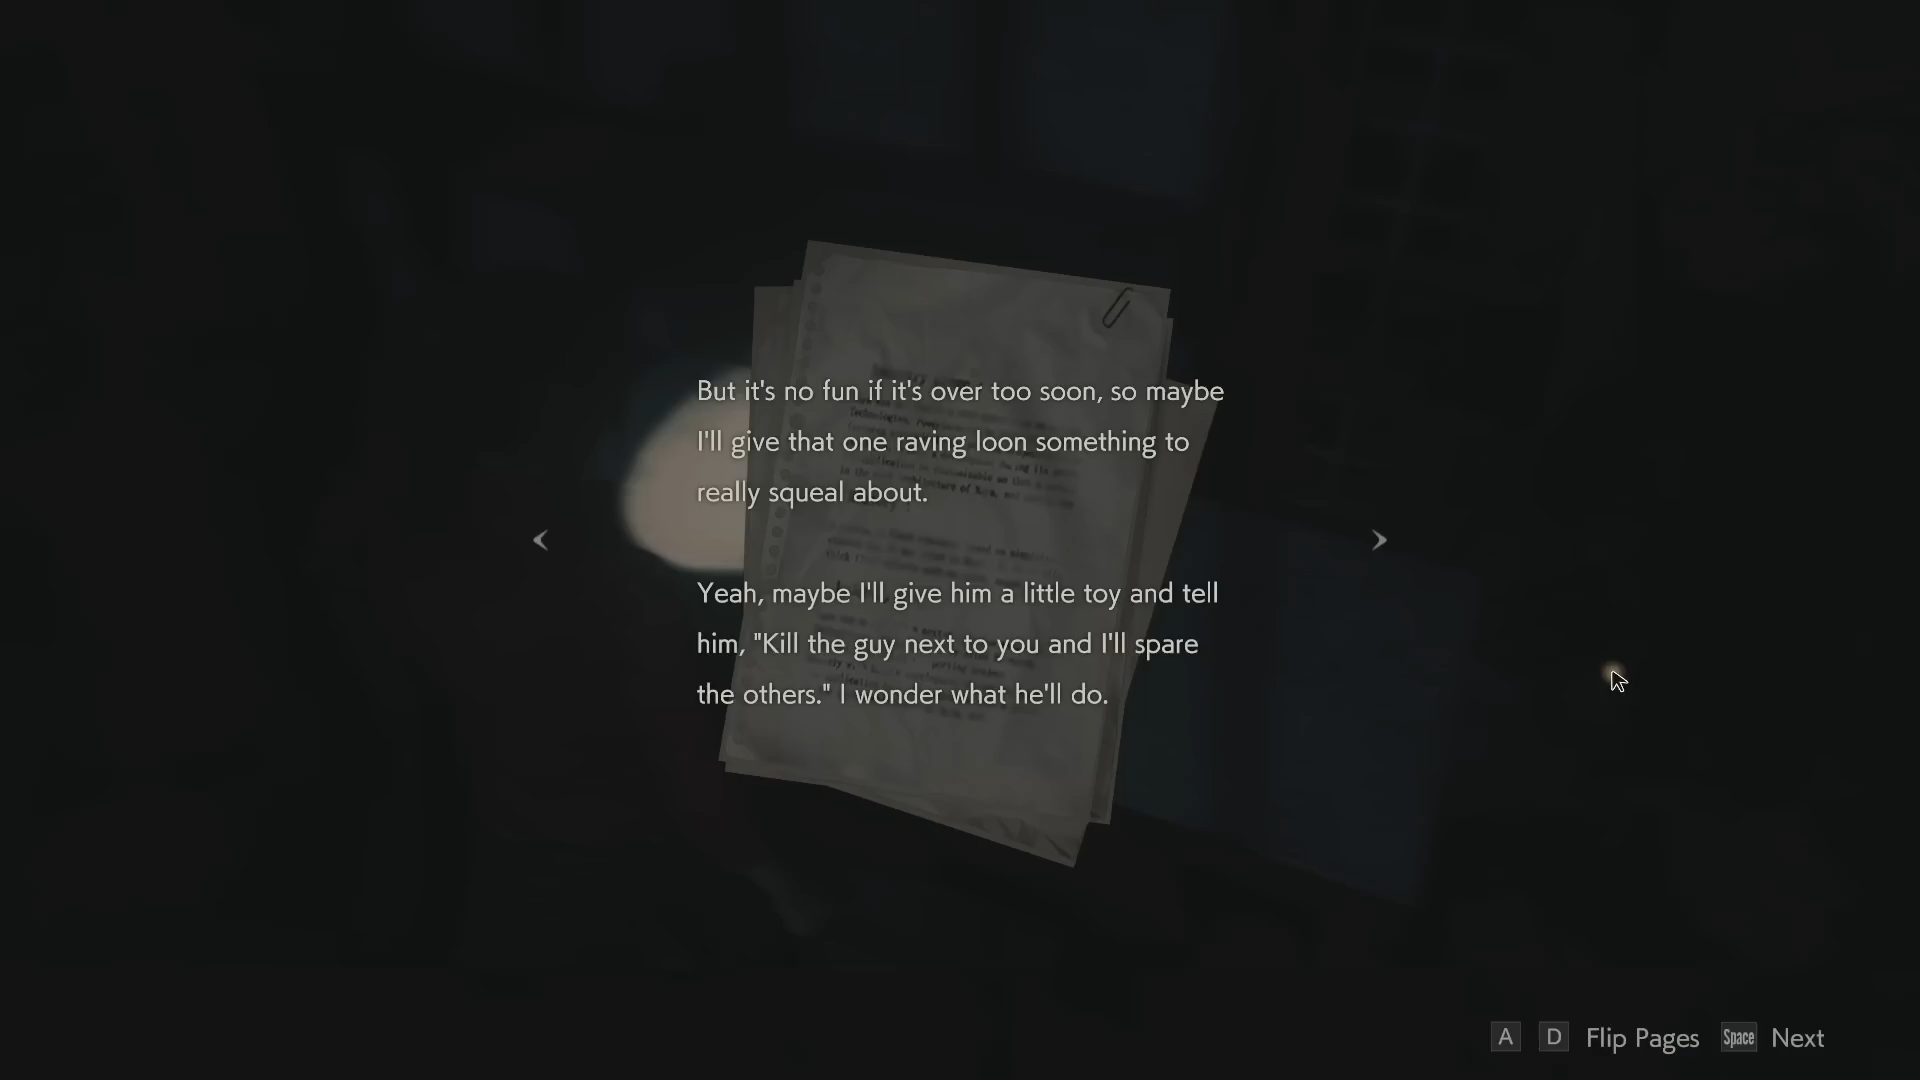 But it's no fun if it's over too soon, so maybe
I'll give that one raving loon something to
really squeal about.
Yeah, maybe I'll give him a little toy and tell
him, "Kill the guy next to you and I'll spare
the others." I wonder what he'll do.
A D Flip Pages Space Next